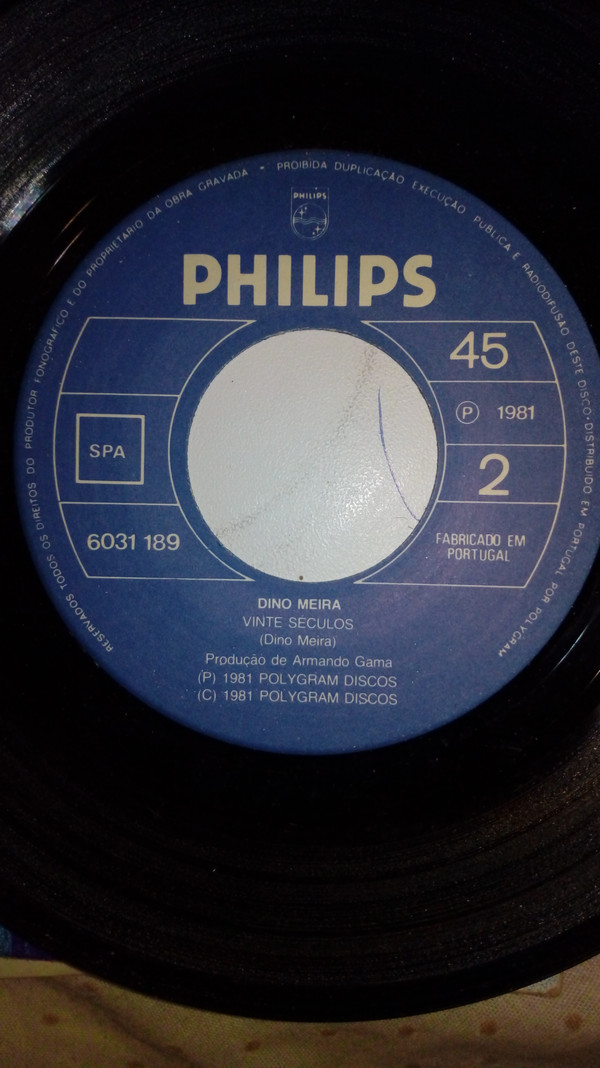 RESERVADOS TODOS OS DIREITOS DO PRODUTOR FONOGRÁFICO E DO PROPRIETÁRIO DA OBRA GRAVADA • PROIBIDA DUPLICAÇÃO EXECUÇÃO PÚBLICA E RADIODIFUSÃO DESTE DISCO • DISTRIBUÍDO EM PORTUGAL POR POLYGRAM
PHILIPS
PHILIPS
45
Ⓟ 1981
SPA
2
6031 189
FABRICADO EM
PORTUGAL
DINO MEIRA
VINTE SÉCULOS
(Dino Meira)
Produção de Armando Gama
(P) 1981 POLYGRAM DISCOS
(C) 1981 POLYGRAM DISCOS